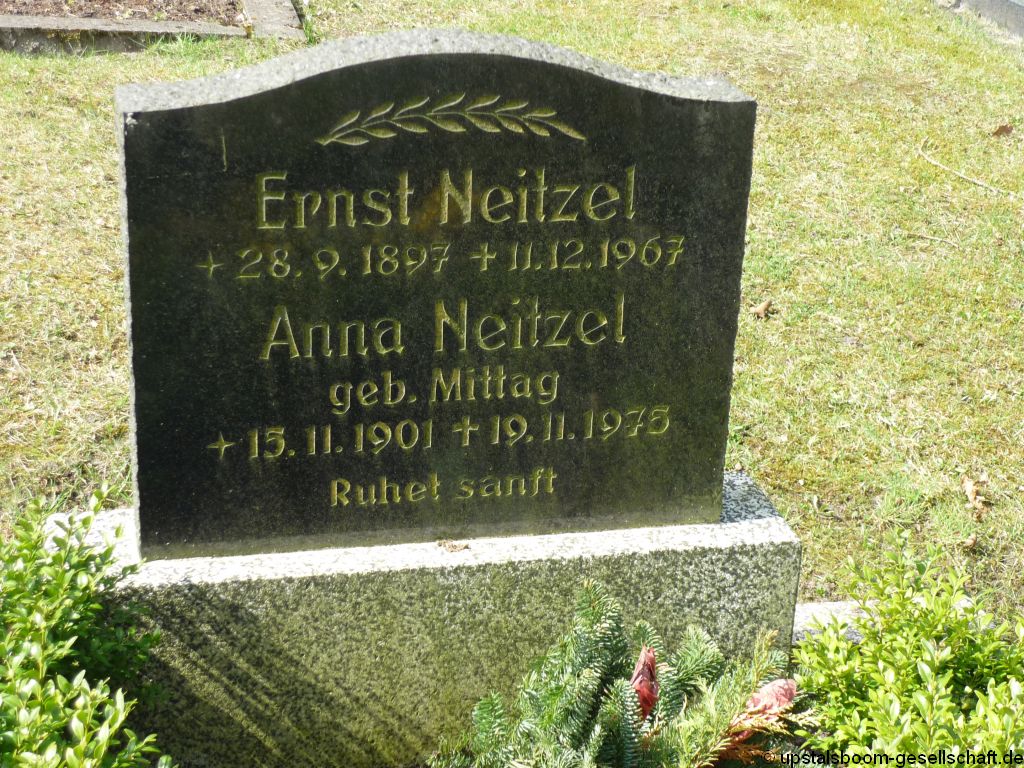 Ernst Neitzel
+ 28. 9. 1897 + 11. 12. 1967
Anna Neitzel
geb. Mittag
+ 15. 11. 1901 + 19. 11. 1975
Ruhet sanft
© upstalsboom-gesellschaft.de